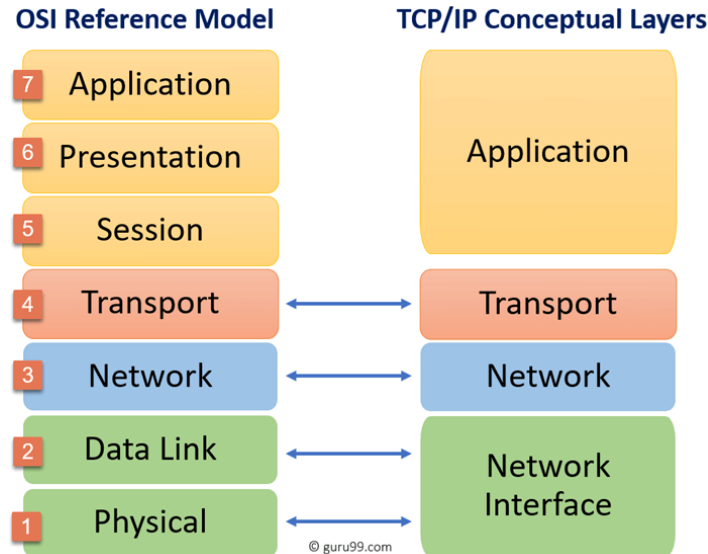 OSI Reference Model
TCP/IP Conceptual Layers
7
Application
6
Presentation
5
Session
4
Transport
3
Network
2
Data Link
1
Physical
Application
Transport
Network
Network
Interface
© guru99.com